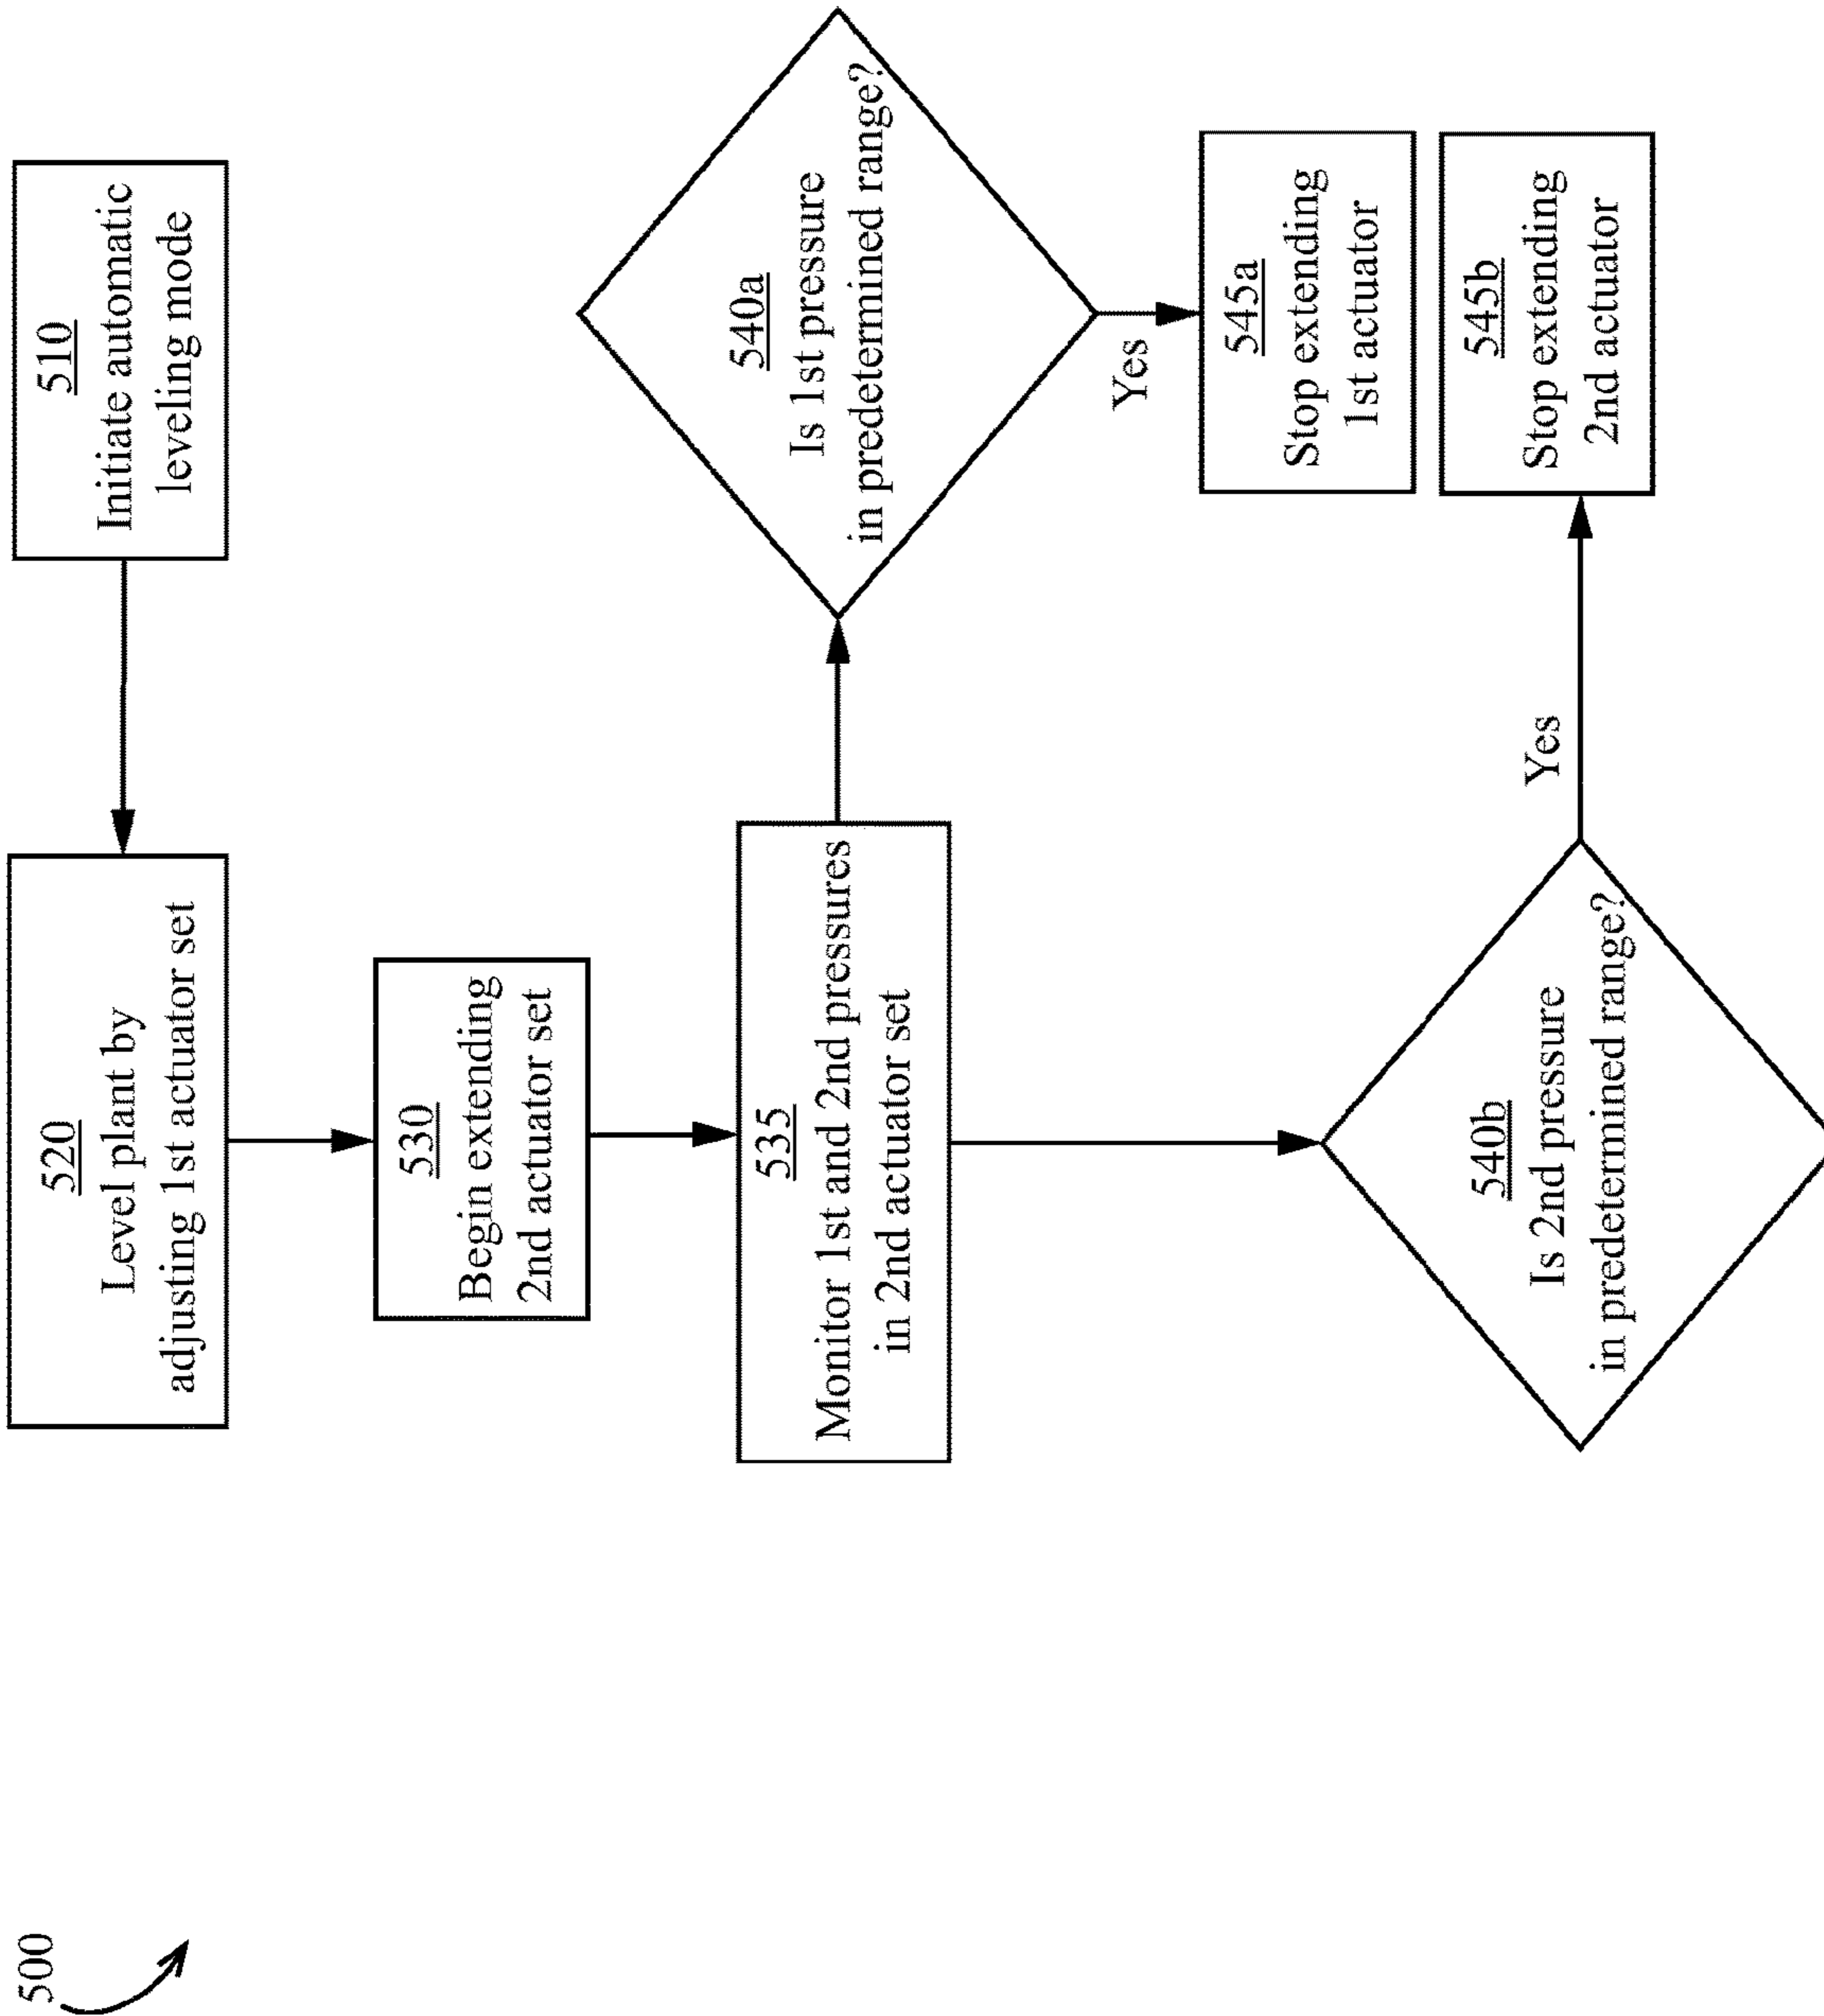 500
510
Initiate automatic
leveling mode
520
Level plant by
adjusting 1st actuator set
530
Begin extending
2nd actuator set
535
Monitor 1st and 2nd pressures
in 2nd actuator set
540a
Is 1st pressure
in predetermined range?
Yes
545a
Stop extending
1st actuator
540b
Is 2nd pressure
in predetermined range?
Yes
545b
Stop extending
2nd actuator